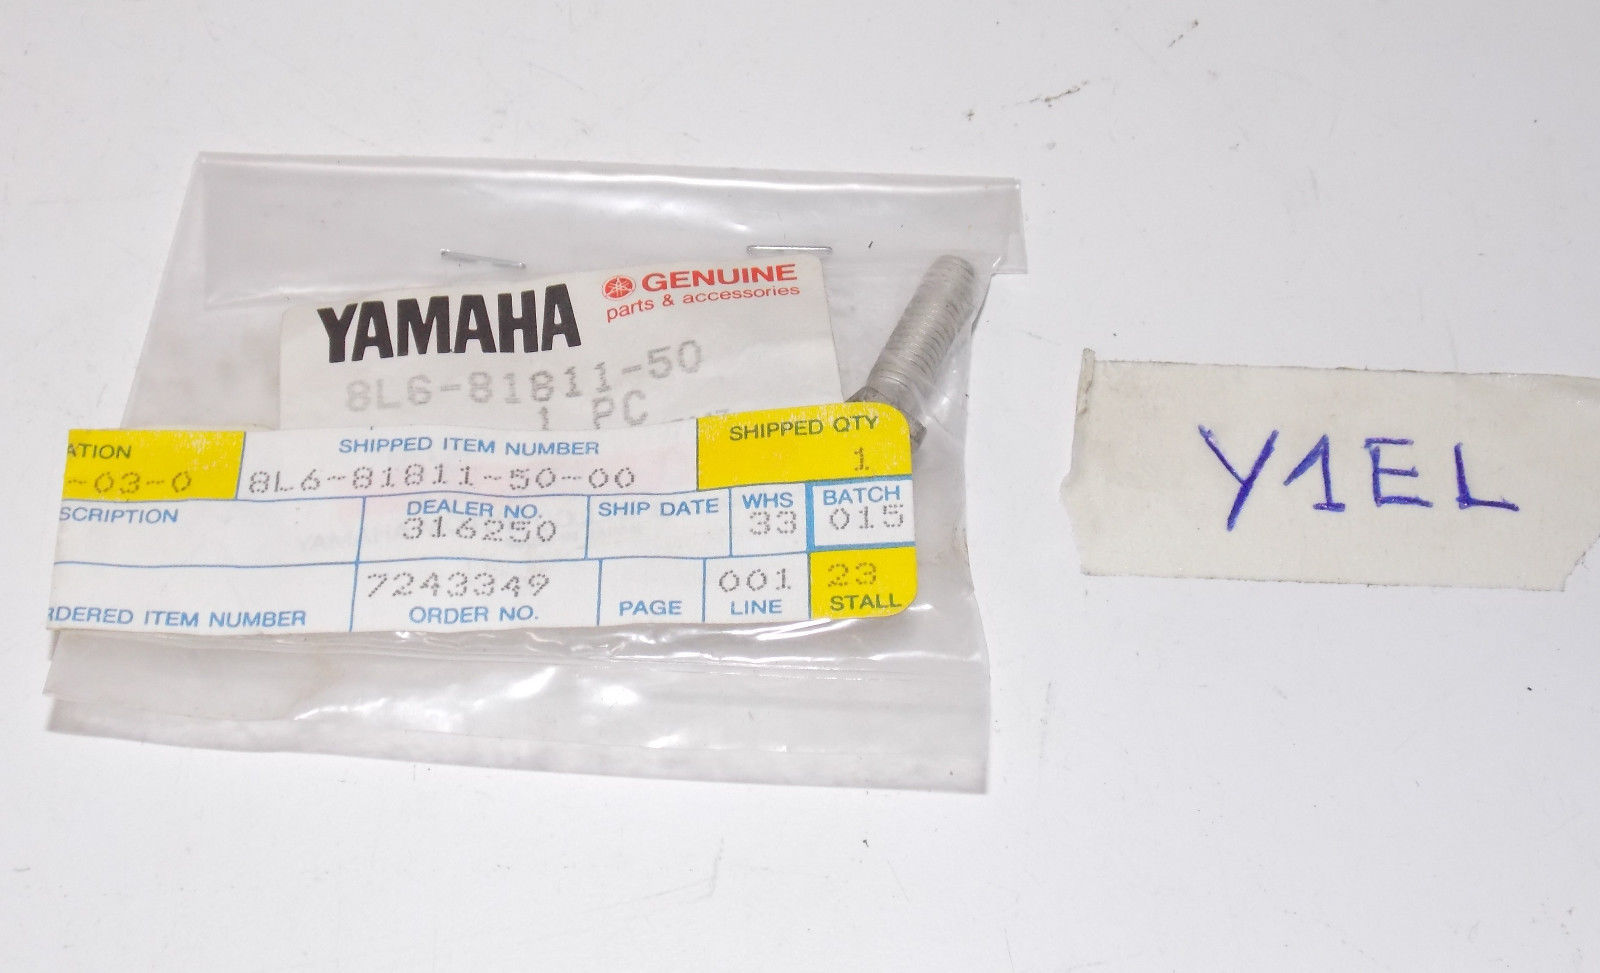 YAMAHA GENUINE
parts & accessories
8L6-81811-50
1 PC
ATION SHIPPED ITEM NUMBER SHIPPED QTY
-03-0 8L6-81811-50-00 1
SCRIPTION DEALER NO. SHIP DATE WHS BATCH
316250 33 015
7243349 001 23
RDERED ITEM NUMBER ORDER NO. PAGE LINE STALL
Y1EL